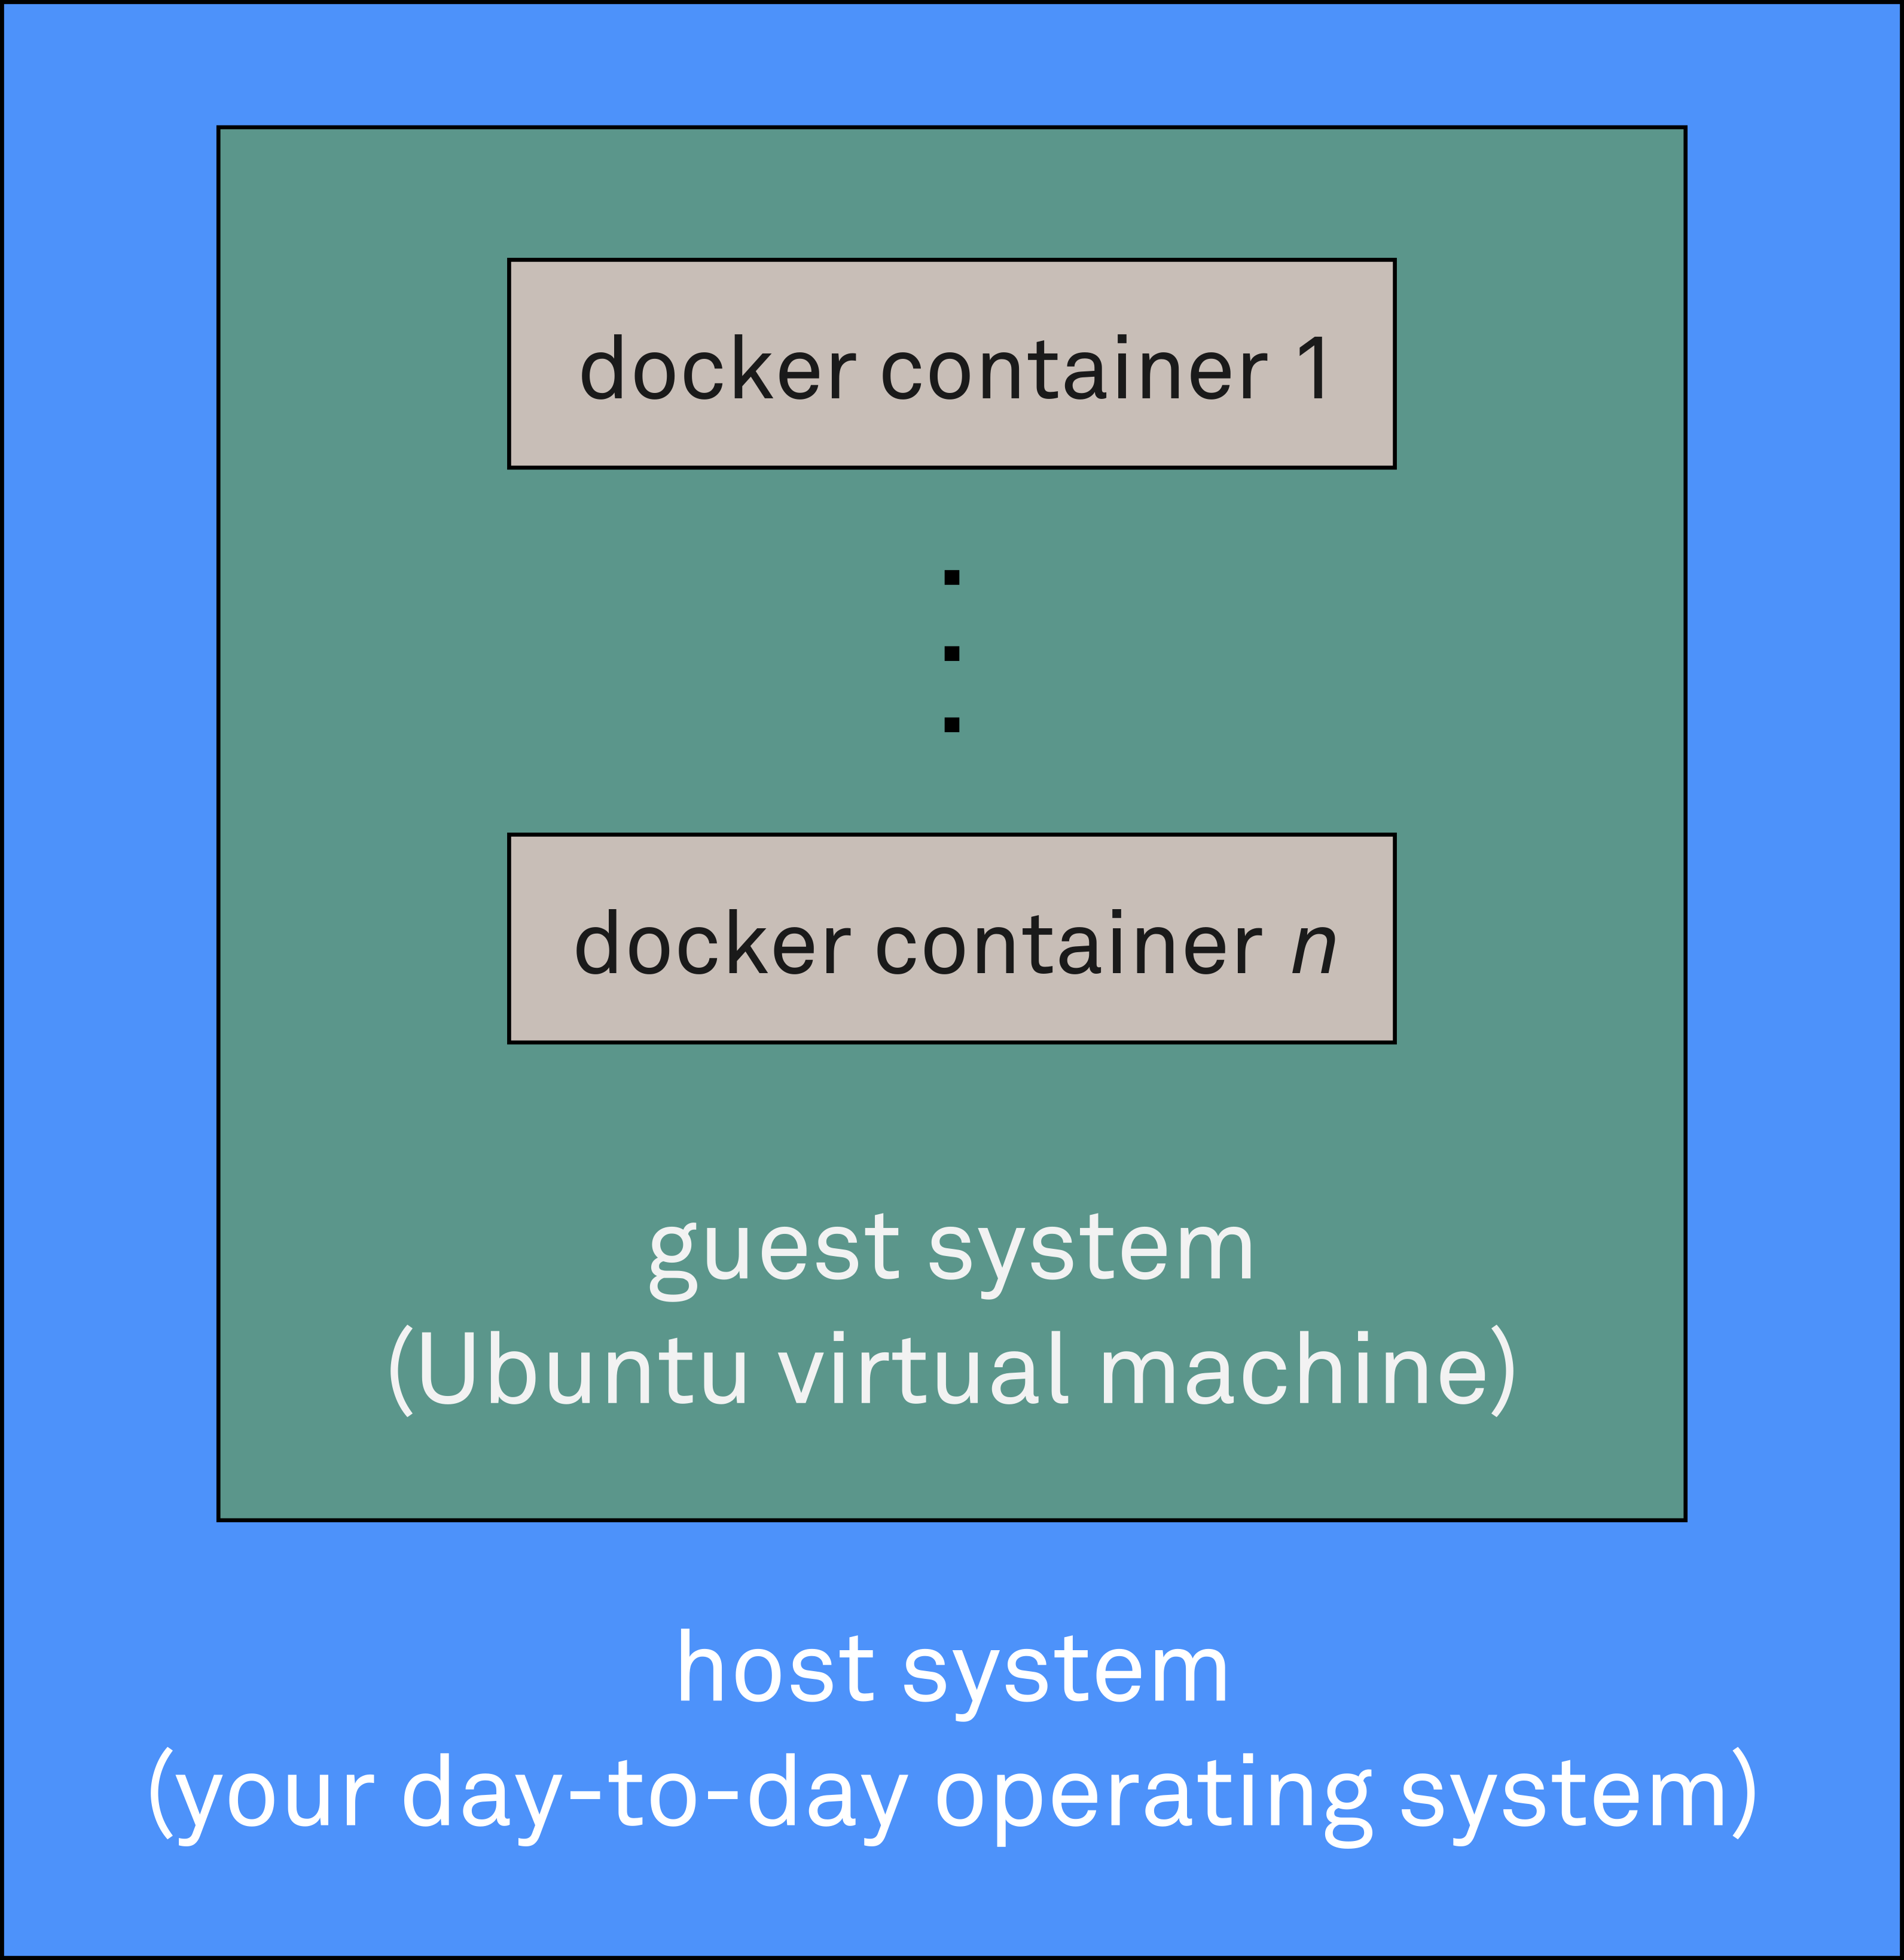 docker container 1
docker container n
guest system
(Ubuntu virtual machine)
host system
(your day-to-day operating system)